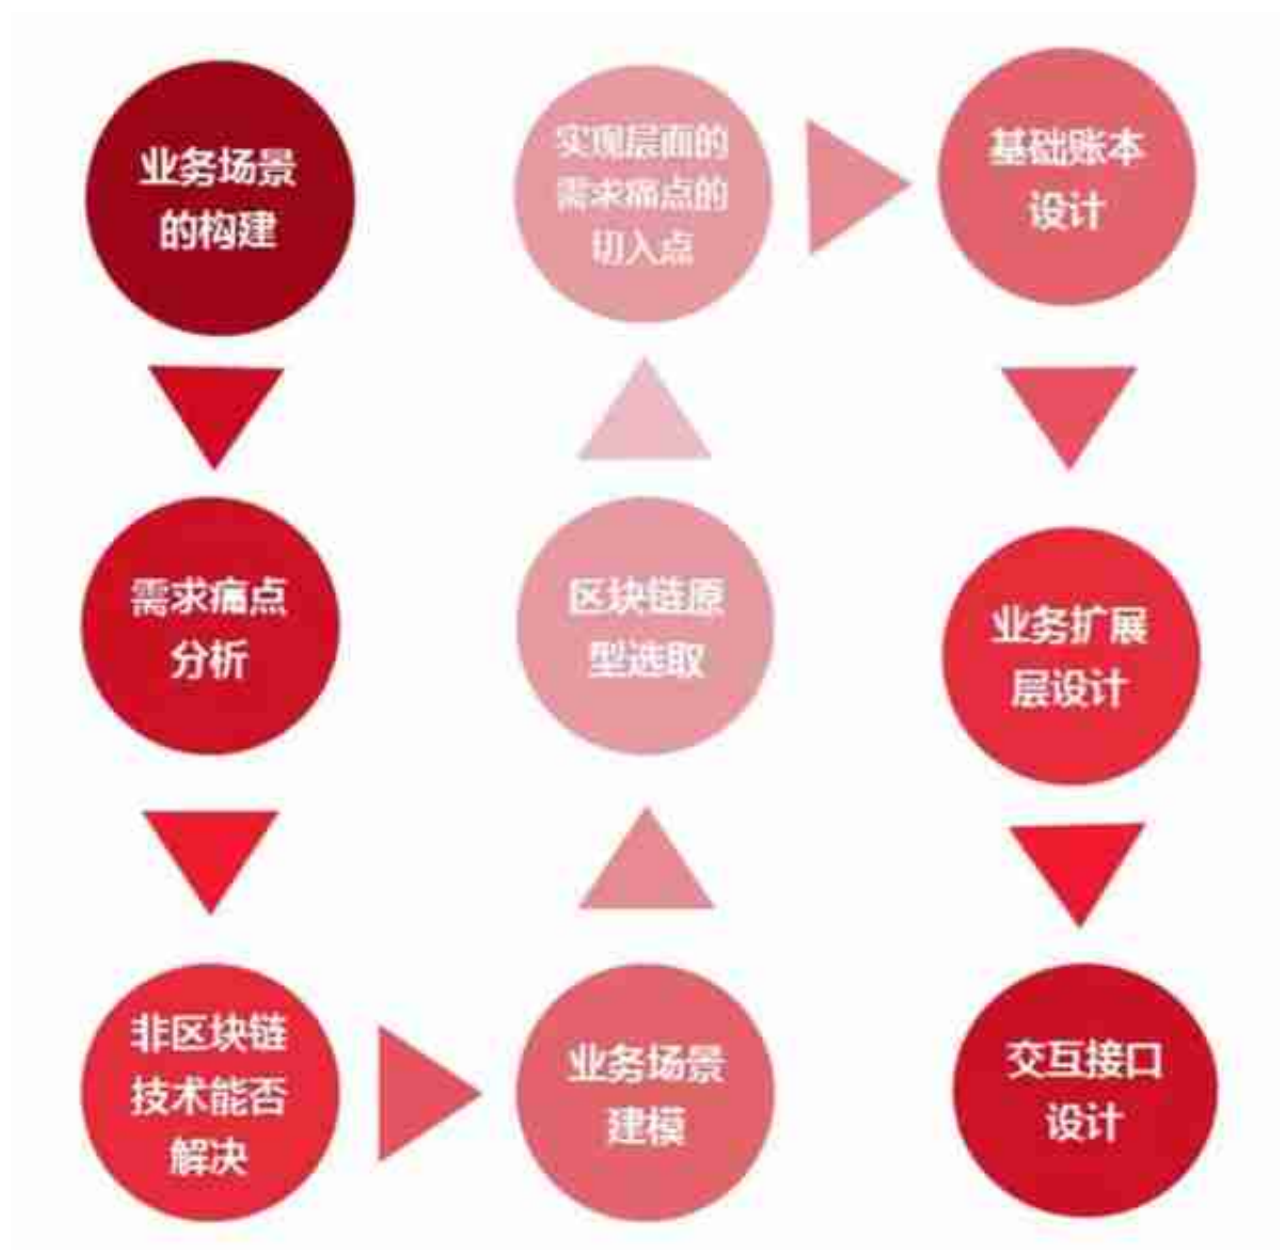 业务场景
的构建
需求痛点
分析
非区块链
技术能否
解决
业务场景
建模
区块链原
型选取
实现层面的
需求痛点的
切入点
基础账本
设计
业务扩展
层设计
交互接口
设计